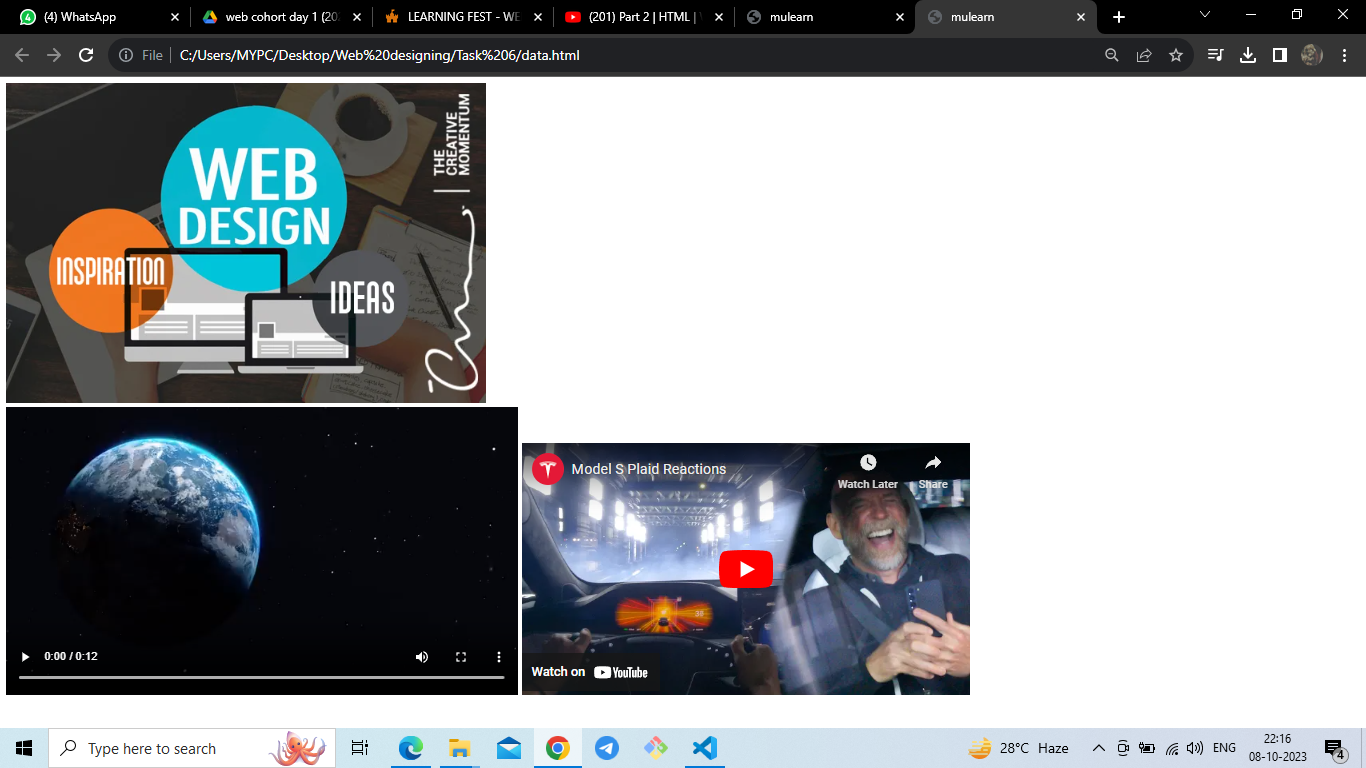 (4) WhatsApp
web cohort day 1 (202
LEARNING FEST - WE
(201) Part 2 | HTML | V
mulearn
mulearn
File
C:/Users/MYPC/Desktop/Web%20designing/Task%206/data.html
THE
CREATIVE
MOMENTUM
WEB
DESIGN
INSPIRATION
IDEAS
Model S Plaid Reactions
Watch Later
Share
0:00 / 0:12
Watch on YouTube
Type here to search
28°C Haze
ENG
22:16
08-10-2023
4